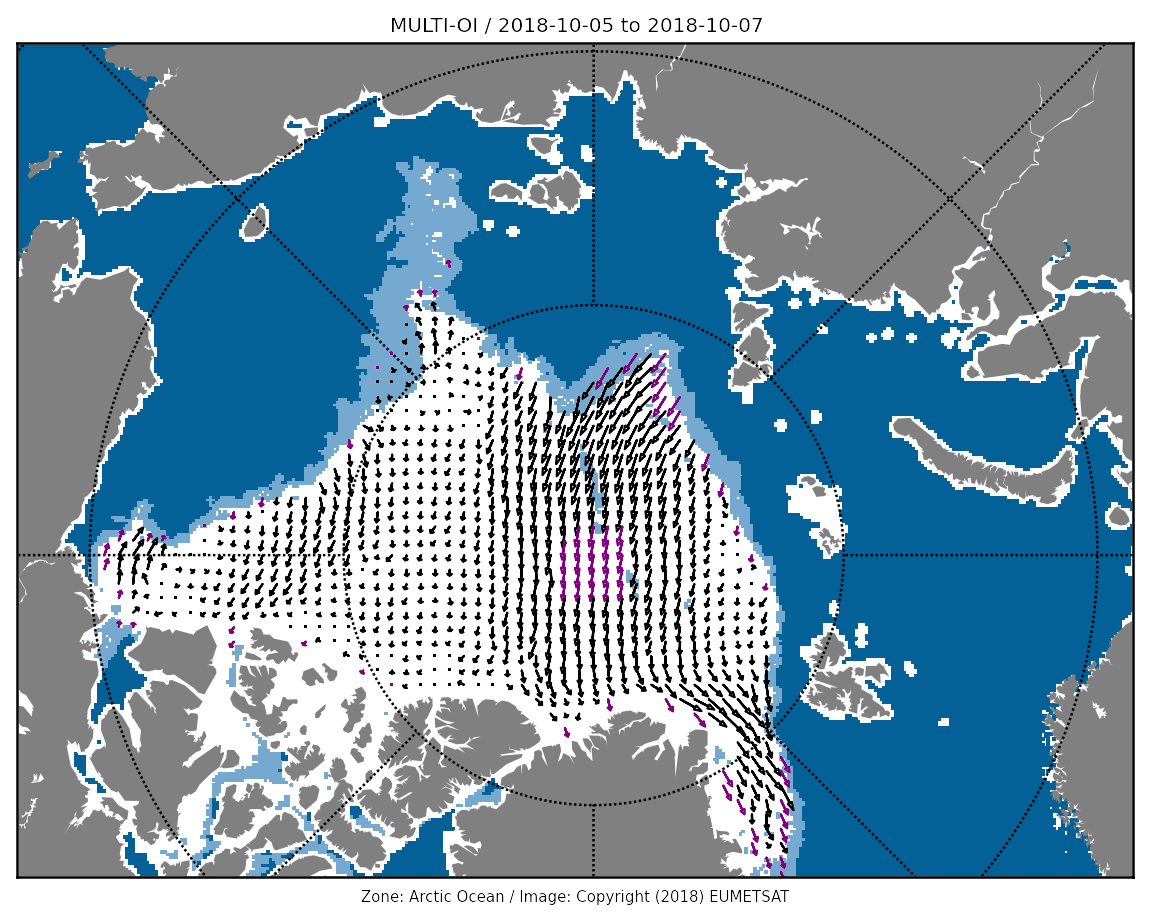 MULTI-OI / 2018-10-05 to 2018-10-07
Zone: Arctic Ocean / Image: Copyright (2018) EUMETSAT